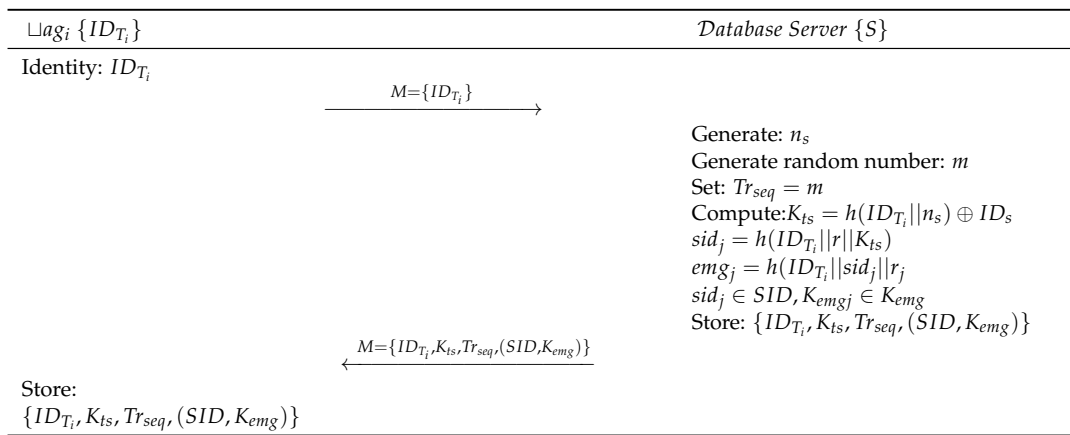 ⊔ag_i {ID_{T_i}} Database Server {S}
Identity: ID_{T_i}
M={ID_{T_i}}
Generate: n_s
Generate random number: m
Set: Tr_{seq} = m
Compute:K_{ts} = h(ID_{T_i}||n_s) ⊕ ID_s
sid_j = h(ID_{T_i}||r||K_{ts})
emg_j = h(ID_{T_i}||sid_j||r_j
sid_j ∈ SID, K_{emgj} ∈ K_{emg}
Store: {ID_{T_i}, K_{ts}, Tr_{seq}, (SID, K_{emg})}
M={ID_{T_i},K_{ts},Tr_{seq},(SID,K_{emg})}
Store:
{ID_{T_i}, K_{ts}, Tr_{seq}, (SID, K_{emg})}